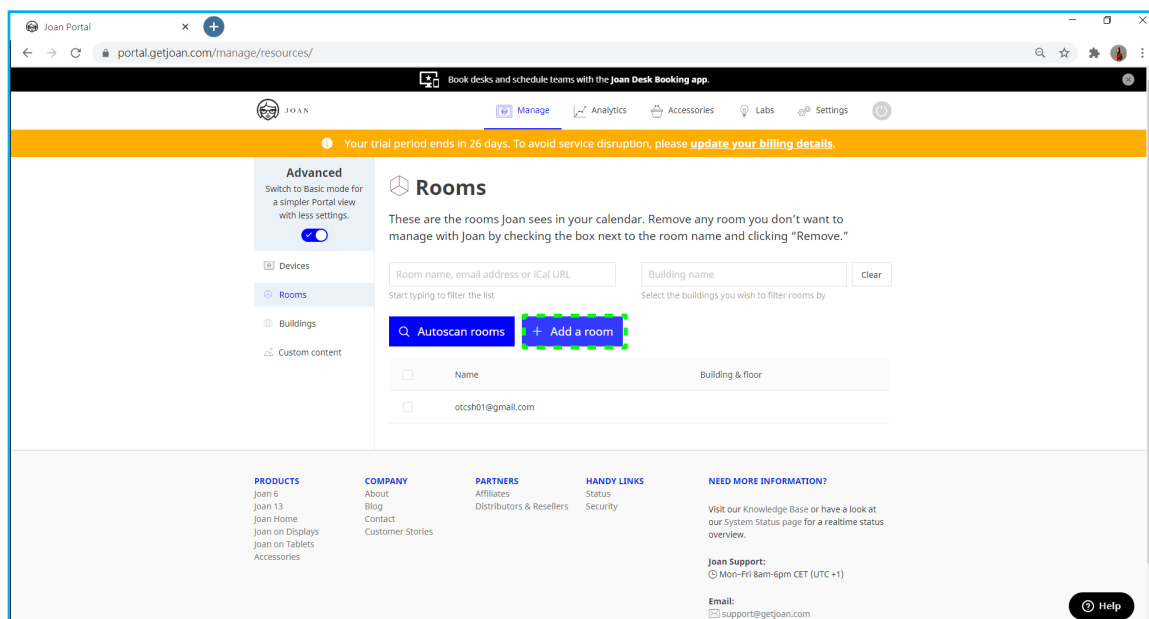 Joan Portal
portal.getjoan.com/manage/resources/
Book desks and schedule teams with the Joan Desk Booking app.
JOAN
Manage
Analytics
Accessories
Labs
Settings
Your trial period ends in 26 days. To avoid service disruption, please update your billing details.
Advanced
Switch to Basic mode for
a simpler Portal view
with less settings.
Devices
Rooms
Buildings
Custom content
Rooms
These are the rooms Joan sees in your calendar. Remove any room you don't want to
manage with Joan by checking the box next to the room name and clicking “Remove.”
Room name, email address or iCal URL
Building name
Clear
Start typing to filter the list
Select the buildings you wish to filter rooms by
Autoscan rooms
+ Add a room
Name
Building & floor
otcsh01@gmail.com
PRODUCTS
Joan 6
Joan 13
Joan Home
Joan on Displays
Joan on Tablets
Accessories
COMPANY
About
Blog
Contact
Customer Stories
PARTNERS
Affiliates
Distributors & Resellers
HANDY LINKS
Status
Security
NEED MORE INFORMATION?
Visit our Knowledge Base or have a look at
our System Status page for a realtime status
overview.
Joan Support:
Mon–Fri 8am-6pm CET (UTC +1)
Email:
support@getjoan.com
Help